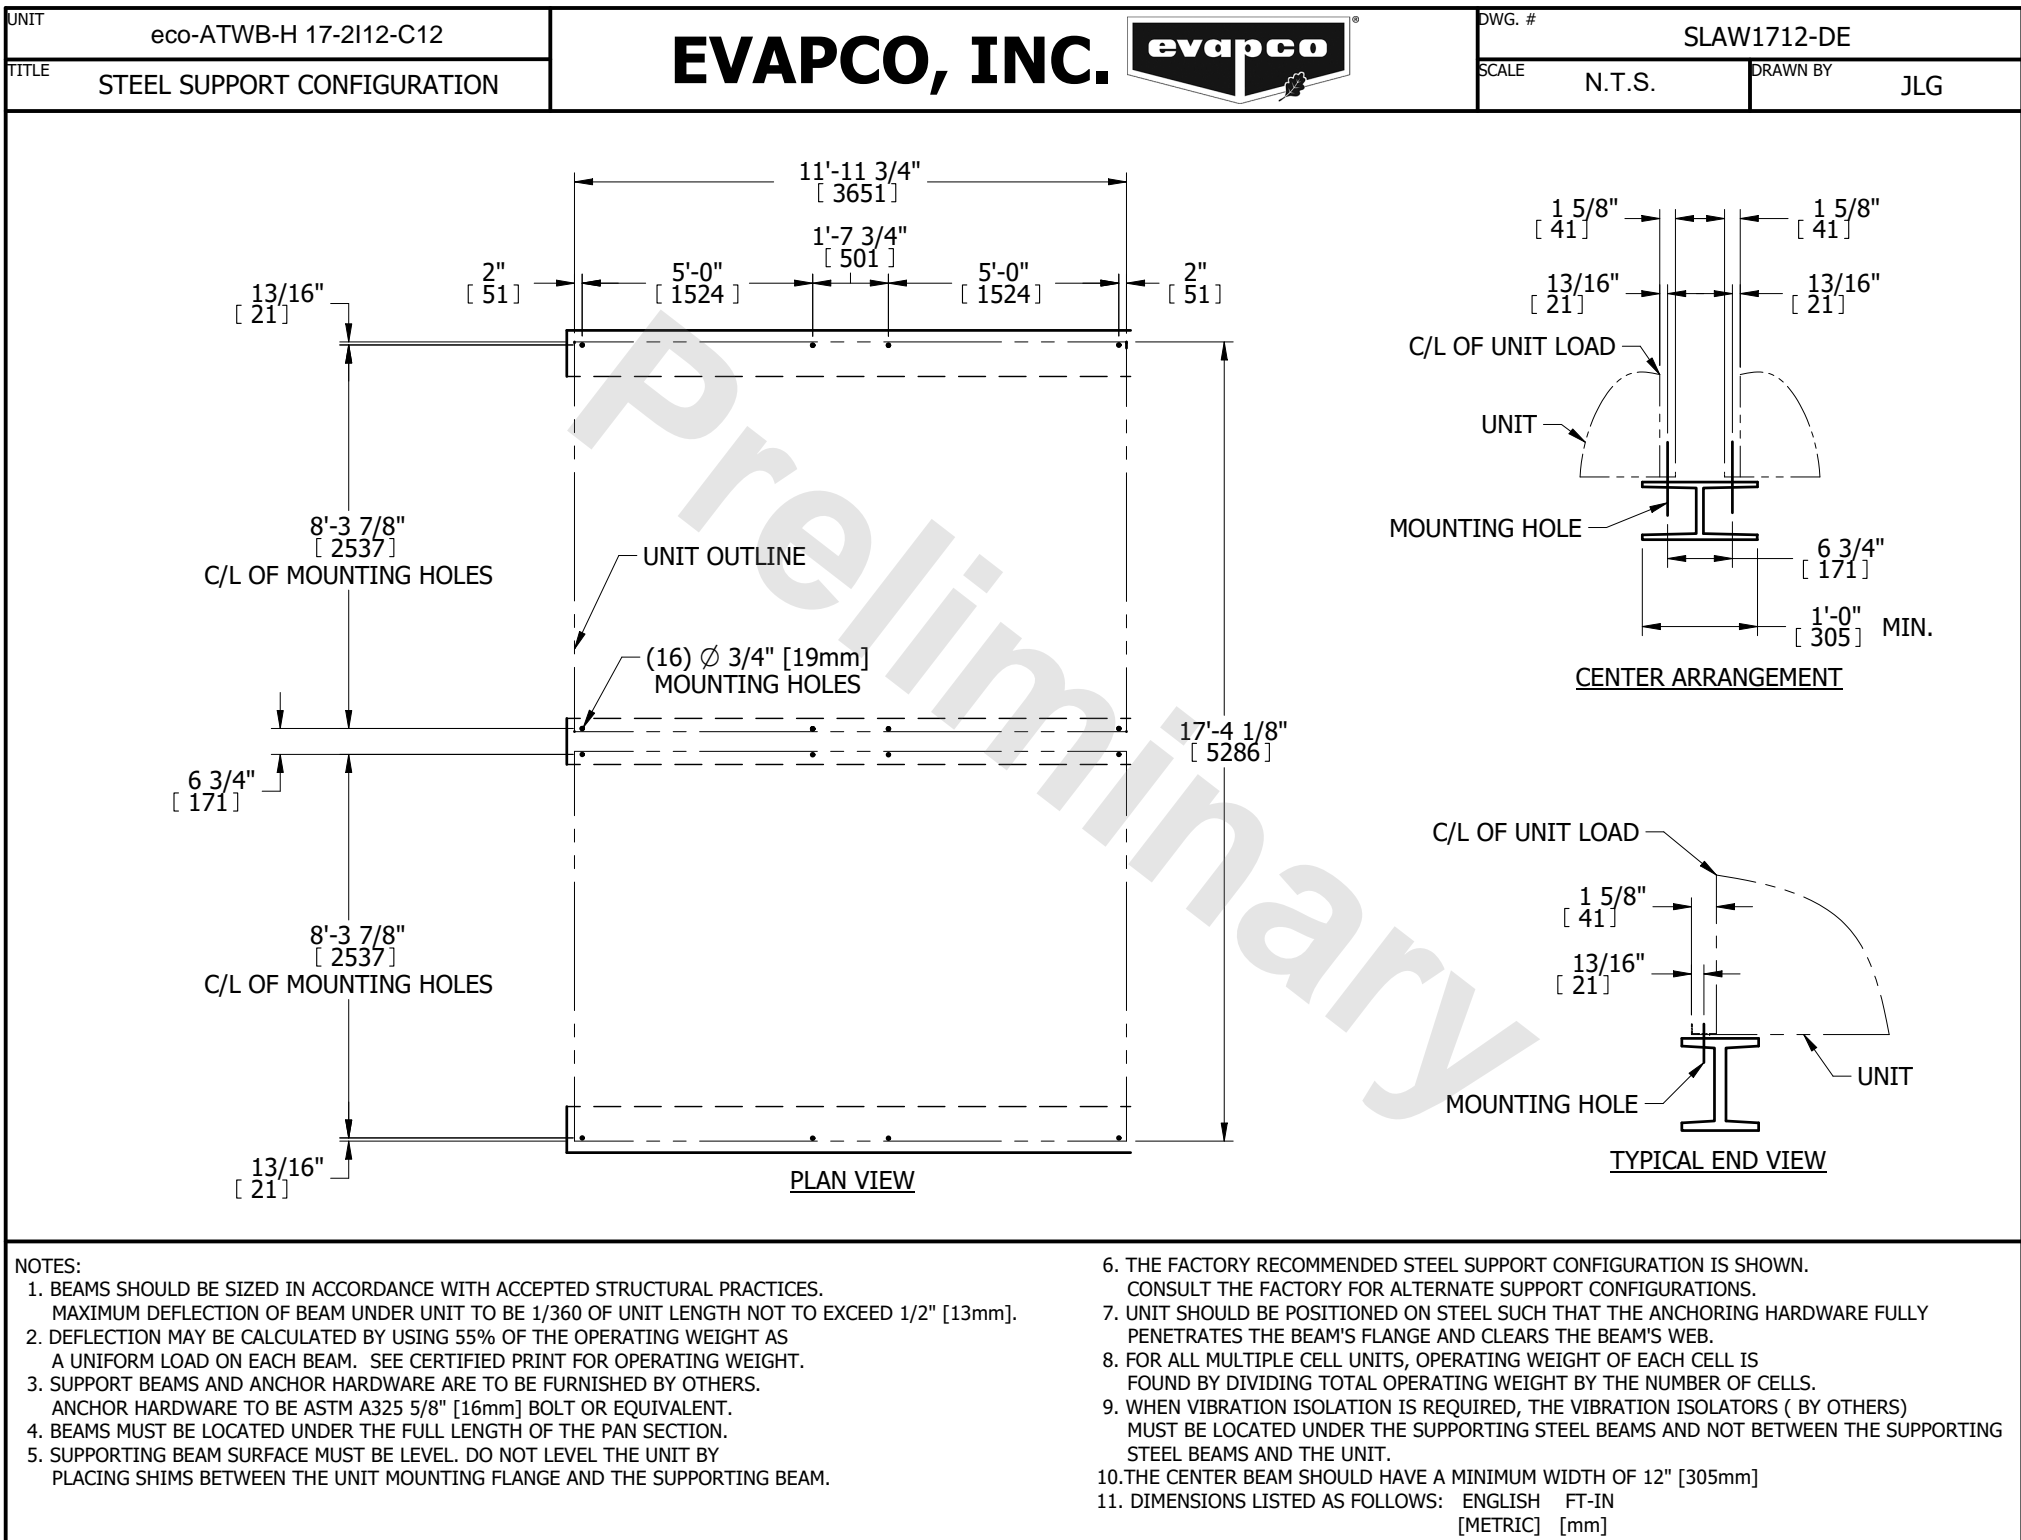 UNIT
eco-ATWB-H 17-2I12-C12
TITLE
STEEL SUPPORT CONFIGURATION
EVAPCO, INC.
evapco
®
DWG. #
SLAW1712-DE
SCALE
N.T.S.
DRAWN BY
JLG
11'-11 3/4"
[ 3651]
1'-7 3/4"
[ 501 ]
2"
[ 51]
5'-0"
[ 1524 ]
5'-0"
[ 1524]
2"
[ 51]
13/16"
[ 21]
8'-3 7/8"
[ 2537]
C/L OF MOUNTING HOLES
UNIT OUTLINE
(16) Ø 3/4" [19mm]
MOUNTING HOLES
6 3/4"
[ 171]
17'-4 1/8"
[ 5286]
8'-3 7/8"
[ 2537]
C/L OF MOUNTING HOLES
13/16"
[ 21]
PLAN VIEW
Preliminary
1 5/8"
[ 41]
1 5/8"
[ 41]
13/16"
[ 21]
13/16"
[ 21]
C/L OF UNIT LOAD
UNIT
MOUNTING HOLE
6 3/4"
[ 171]
1'-0"
[ 305]
MIN.
CENTER ARRANGEMENT
C/L OF UNIT LOAD
1 5/8"
[ 41]
13/16"
[ 21]
UNIT
MOUNTING HOLE
TYPICAL END VIEW
NOTES:
1. BEAMS SHOULD BE SIZED IN ACCORDANCE WITH ACCEPTED STRUCTURAL PRACTICES.
MAXIMUM DEFLECTION OF BEAM UNDER UNIT TO BE 1/360 OF UNIT LENGTH NOT TO EXCEED 1/2" [13mm].
2. DEFLECTION MAY BE CALCULATED BY USING 55% OF THE OPERATING WEIGHT AS
A UNIFORM LOAD ON EACH BEAM. SEE CERTIFIED PRINT FOR OPERATING WEIGHT.
3. SUPPORT BEAMS AND ANCHOR HARDWARE ARE TO BE FURNISHED BY OTHERS.
ANCHOR HARDWARE TO BE ASTM A325 5/8" [16mm] BOLT OR EQUIVALENT.
4. BEAMS MUST BE LOCATED UNDER THE FULL LENGTH OF THE PAN SECTION.
5. SUPPORTING BEAM SURFACE MUST BE LEVEL. DO NOT LEVEL THE UNIT BY
PLACING SHIMS BETWEEN THE UNIT MOUNTING FLANGE AND THE SUPPORTING BEAM.
6. THE FACTORY RECOMMENDED STEEL SUPPORT CONFIGURATION IS SHOWN.
CONSULT THE FACTORY FOR ALTERNATE SUPPORT CONFIGURATIONS.
7. UNIT SHOULD BE POSITIONED ON STEEL SUCH THAT THE ANCHORING HARDWARE FULLY
PENETRATES THE BEAM'S FLANGE AND CLEARS THE BEAM'S WEB.
8. FOR ALL MULTIPLE CELL UNITS, OPERATING WEIGHT OF EACH CELL IS
FOUND BY DIVIDING TOTAL OPERATING WEIGHT BY THE NUMBER OF CELLS.
9. WHEN VIBRATION ISOLATION IS REQUIRED, THE VIBRATION ISOLATORS ( BY OTHERS)
MUST BE LOCATED UNDER THE SUPPORTING STEEL BEAMS AND NOT BETWEEN THE SUPPORTING
STEEL BEAMS AND THE UNIT.
10.THE CENTER BEAM SHOULD HAVE A MINIMUM WIDTH OF 12" [305mm]
11. DIMENSIONS LISTED AS FOLLOWS: ENGLISH FT-IN
[METRIC] [mm]